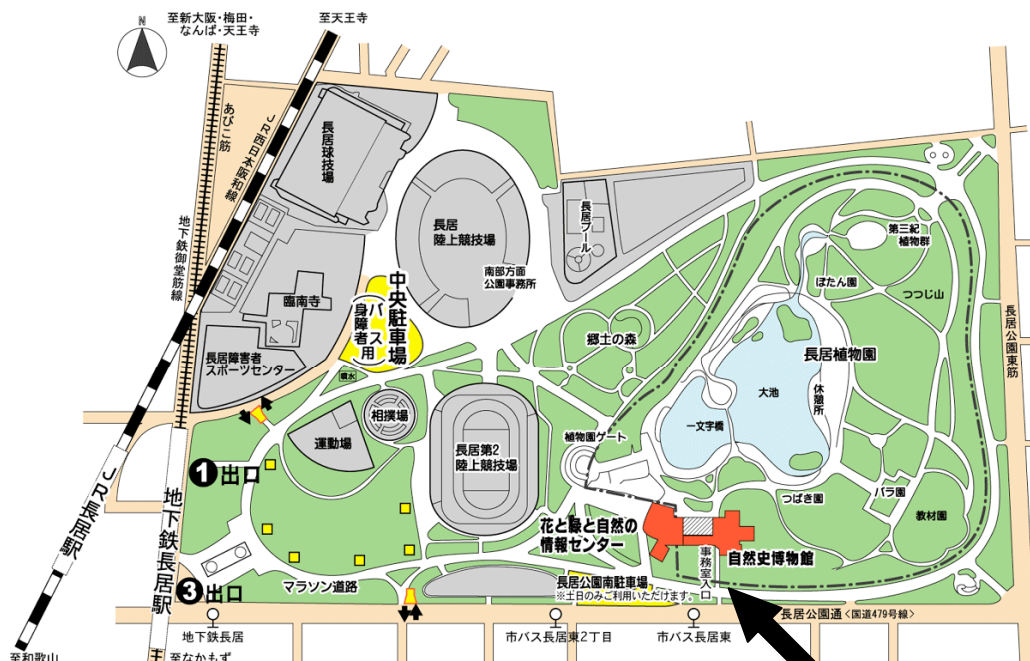 N
至新大阪・梅田・
なんば・天王寺
至天王寺
あびこ筋
JR西日本阪和線
地下鉄御堂筋線
長居球技場
長居
陸上競技場
南部方面
公園事務所
長居プール
第三紀
植物群
ぼたん園
つつじ山
長居公園東筋
臨南寺
中央駐車場
(バス
身障者用)
郷土の森
長居植物園
大池
休憩所
一文字橋
長居障害者
スポーツセンター
噴水
相撲場
運動場
長居第2
陸上競技場
植物園ゲート
1出口
つばき園
バラ園
教材園
花と緑と自然の
情報センター
自然史博物館
事務室入口
JR長居駅
地下鉄長居駅
3出口
マラソン道路
長居公園南駐車場
※土日のみご利用いただけます。
長居公園通<国道479号線>
地下鉄長居
市バス長居東2丁目
市バス長居東
至和歌山
至なかもず